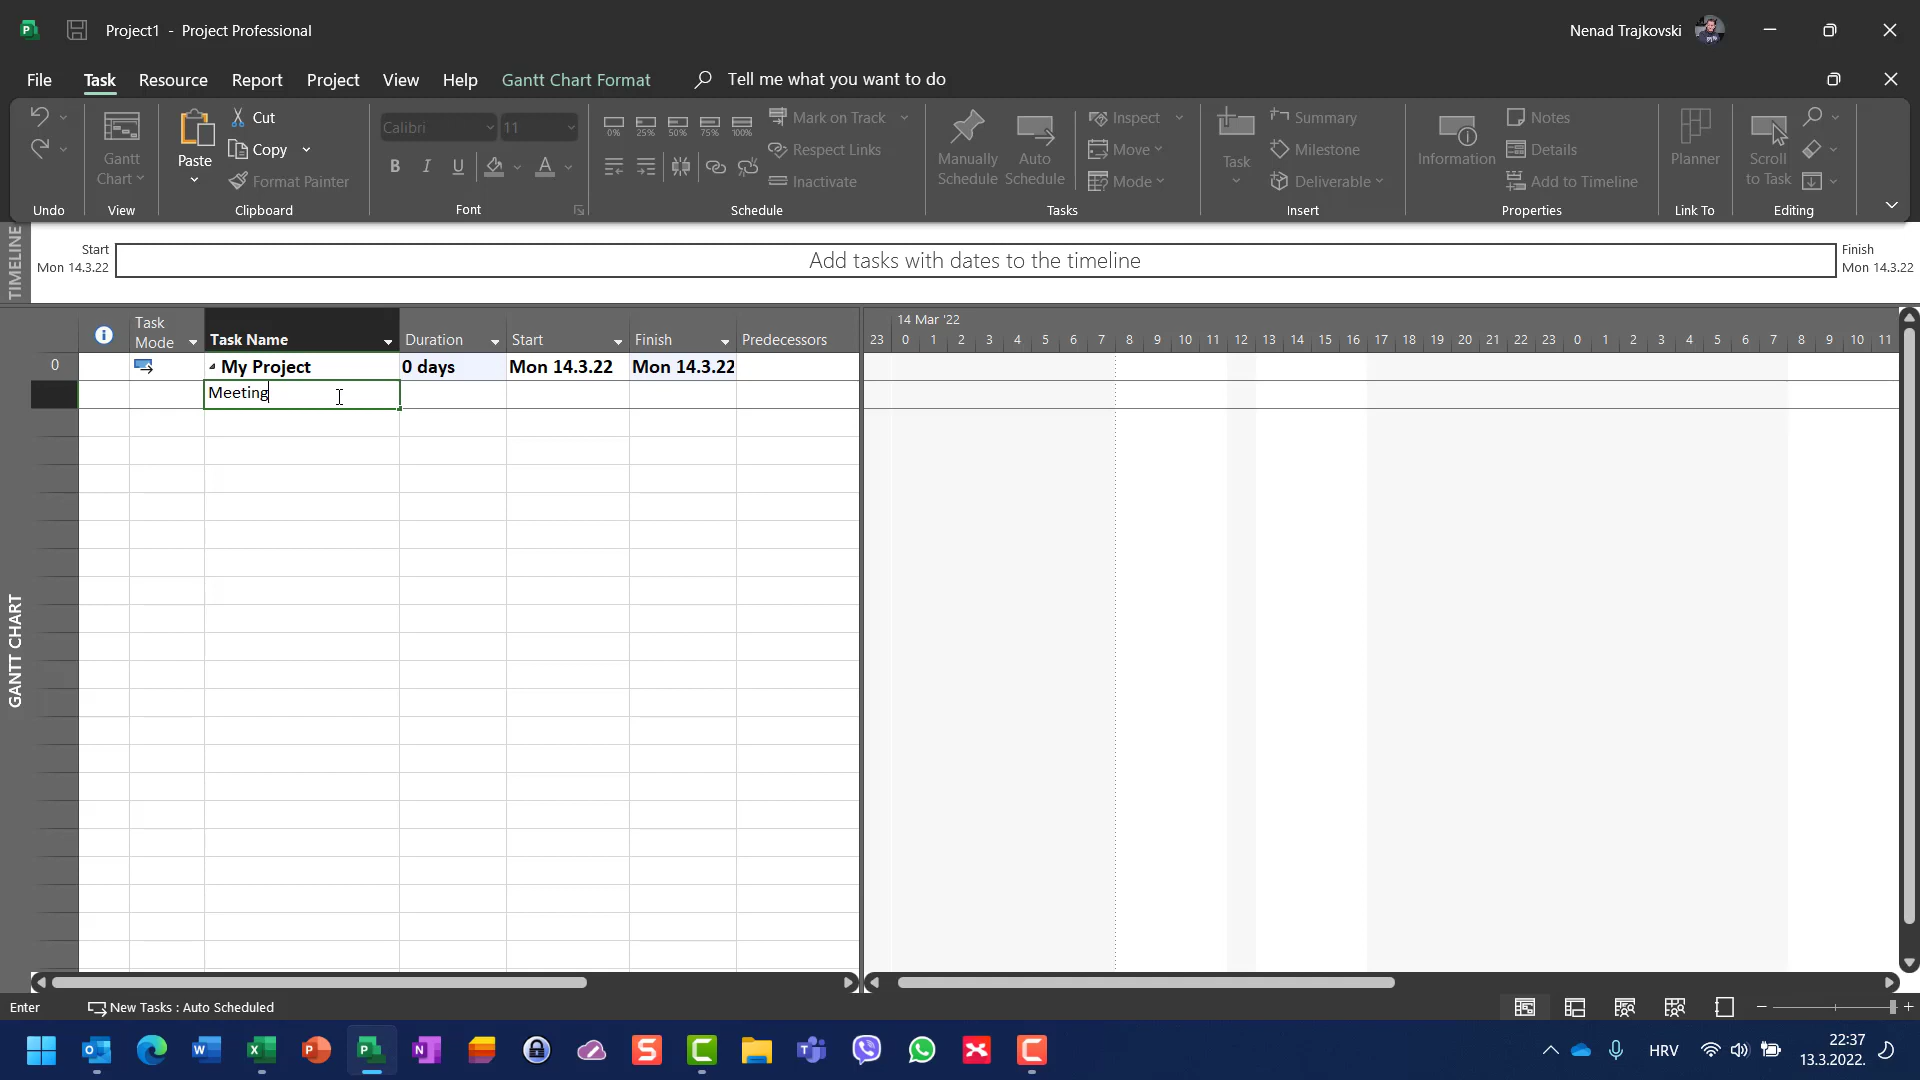 Project1 - Project Professional
Nenad Trajkovski
File Task Resource Report Project View Help Gantt Chart Format Tell me what you want to do
Gantt
Chart
View
Undo
Paste
Cut
Copy
Format Painter
Clipboard
Calibri 11
B I U A
Font
0% 25% 50% 75% 100%
Mark on Track
Respect Links
Inactivate
Schedule
Manually
Schedule
Auto
Schedule
Inspect
Move
Mode
Tasks
Task
Summary
Milestone
Deliverable
Insert
Information
Notes
Details
Add to Timeline
Properties
Planner
Link To
Scroll
to Task
Editing
TIMELINE
Start
Mon 14.3.22
Add tasks with dates to the timeline
Finish
Mon 14.3.22
Task
Mode
Task Name Duration Start Finish Predecessors
14 Mar '22
23 0 1 2 3 4 5 6 7 8 9 10 11 12 13 14 15 16 17 18 19 20 21 22 23 0 1 2 3 4 5 6 7 8 9 10 11
0 My Project 0 days Mon 14.3.22 Mon 14.3.22
Meeting
GANTT CHART
Enter New Tasks : Auto Scheduled
HRV
22:37
13.3.2022.